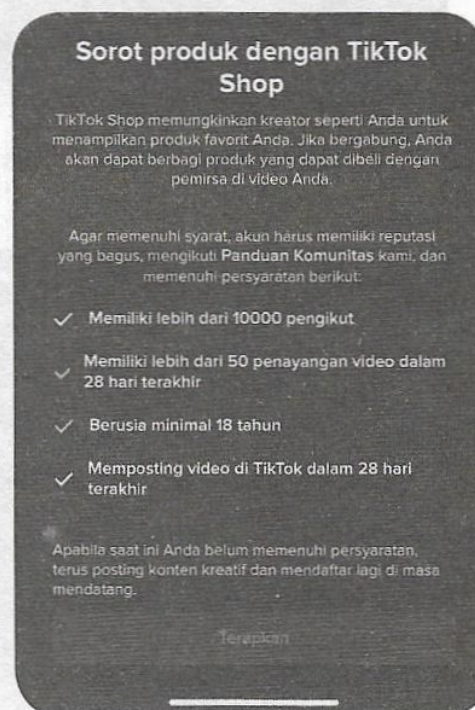 Sorot produk dengan TikTok
Shop
TikTok Shop memungkinkan kreator seperti Anda untuk
menampilkan produk favorit Anda. Jika bergabung, Anda
akan dapat berbagi produk yang dapat dibeli dengan
pemirsa di video Anda.
Agar memenuhi syarat, akun harus memiliki reputasi
yang bagus, mengikuti Panduan Komunitas kami, dan
memenuhi persyaratan berikut:
Memiliki lebih dari 10000 pengikut
Memiliki lebih dari 50 penayangan video dalam
28 hari terakhir
Berusia minimal 18 tahun
Memposting video di TikTok dalam 28 hari
terakhir
Apabila saat ini Anda belum memenuhi persyaratan,
terus posting konten kreatif dan mendaftar lagi di masa
mendatang.
Terapkan